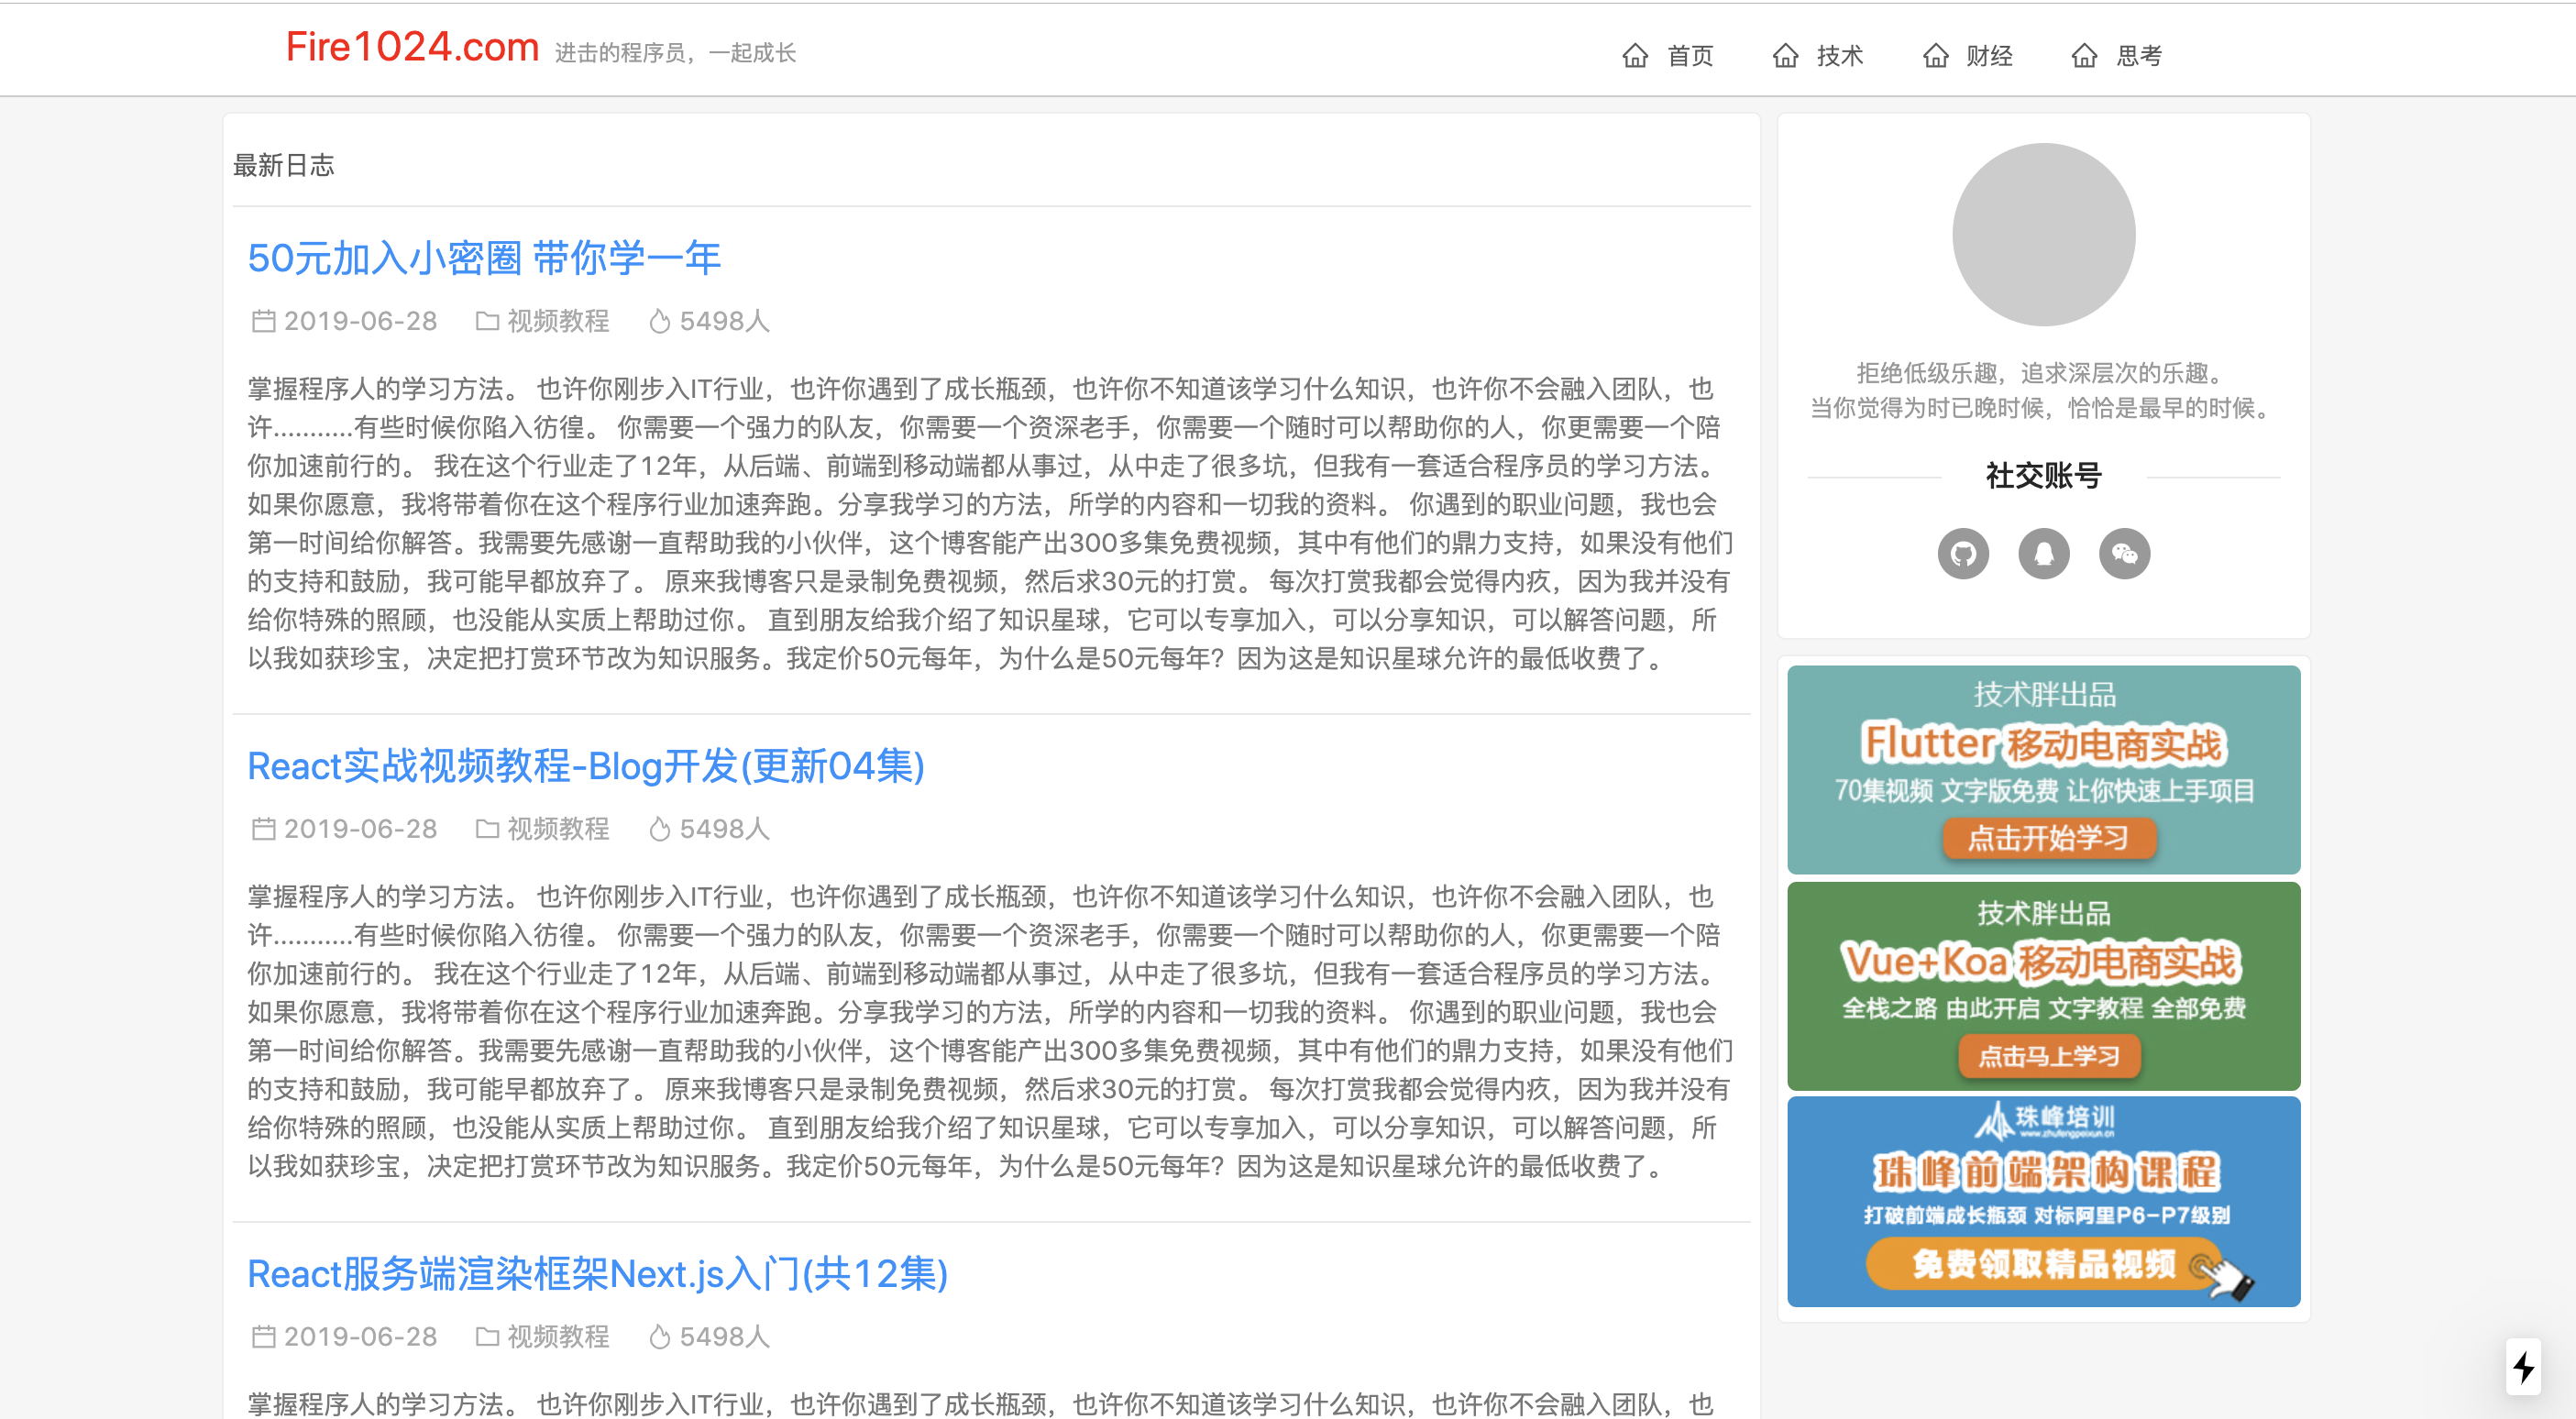 Fire1024.com 进击的程序员，一起成长
首页 技术 财经 思考
最新日志
50元加入小密圈 带你学一年
2019-06-28 视频教程 5498人
掌握程序人的学习方法。 也许你刚步入IT行业，也许你遇到了成长瓶颈，也许你不知道该学习什么知识，也许你不会融入团队，也
许...........有些时候你陷入彷徨。 你需要一个强力的队友，你需要一个资深老手，你需要一个随时可以帮助你的人，你更需要一个陪
你加速前行的。 我在这个行业走了12年，从后端、前端到移动端都从事过，从中走了很多坑，但我有一套适合程序员的学习方法。
如果你愿意，我将带着你在这个程序行业加速奔跑。分享我学习的方法，所学的内容和一切我的资料。 你遇到的职业问题，我也会
第一时间给你解答。我需要先感谢一直帮助我的小伙伴，这个博客能产出300多集免费视频，其中有他们的鼎力支持，如果没有他们
的支持和鼓励，我可能早都放弃了。 原来我博客只是录制免费视频，然后求30元的打赏。 每次打赏我都会觉得内疚，因为我并没有
给你特殊的照顾，也没能从实质上帮助过你。 直到朋友给我介绍了知识星球，它可以专享加入，可以分享知识，可以解答问题，所
以我如获珍宝，决定把打赏环节改为知识服务。我定价50元每年，为什么是50元每年？因为这是知识星球允许的最低收费了。
React实战视频教程-Blog开发(更新04集)
2019-06-28 视频教程 5498人
掌握程序人的学习方法。 也许你刚步入IT行业，也许你遇到了成长瓶颈，也许你不知道该学习什么知识，也许你不会融入团队，也
许...........有些时候你陷入彷徨。 你需要一个强力的队友，你需要一个资深老手，你需要一个随时可以帮助你的人，你更需要一个陪
你加速前行的。 我在这个行业走了12年，从后端、前端到移动端都从事过，从中走了很多坑，但我有一套适合程序员的学习方法。
如果你愿意，我将带着你在这个程序行业加速奔跑。分享我学习的方法，所学的内容和一切我的资料。 你遇到的职业问题，我也会
第一时间给你解答。我需要先感谢一直帮助我的小伙伴，这个博客能产出300多集免费视频，其中有他们的鼎力支持，如果没有他们
的支持和鼓励，我可能早都放弃了。 原来我博客只是录制免费视频，然后求30元的打赏。 每次打赏我都会觉得内疚，因为我并没有
给你特殊的照顾，也没能从实质上帮助过你。 直到朋友给我介绍了知识星球，它可以专享加入，可以分享知识，可以解答问题，所
以我如获珍宝，决定把打赏环节改为知识服务。我定价50元每年，为什么是50元每年？因为这是知识星球允许的最低收费了。
React服务端渲染框架Next.js入门(共12集)
2019-06-28 视频教程 5498人
掌握程序人的学习方法。 也许你刚步入IT行业，也许你遇到了成长瓶颈，也许你不知道该学习什么知识，也许你不会融入团队，也
拒绝低级乐趣，追求深层次的乐趣。
当你觉得为时已晚时候，恰恰是最早的时候。
社交账号
技术胖出品
Flutter 移动电商实战
70集视频 文字版免费 让你快速上手项目
点击开始学习
技术胖出品
Vue+Koa 移动电商实战
全栈之路 由此开启 文字教程 全部免费
点击马上学习
珠峰培训
www.zhufengpeixun.cn
珠峰前端架构课程
打破前端成长瓶颈 对标阿里P6-P7级别
免费领取精品视频